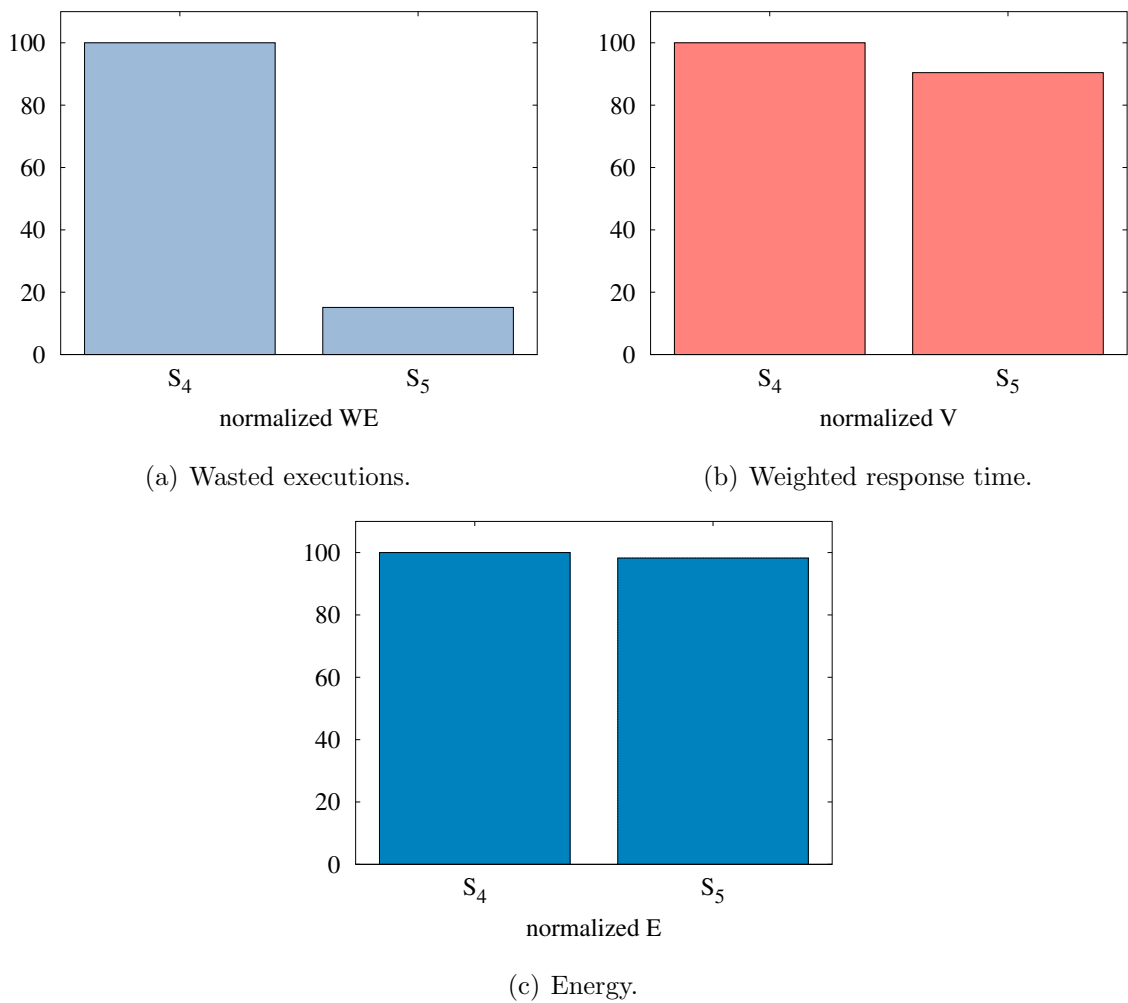 100
80
60
40
20
0
S₄ S₅
normalized WE
(a) Wasted executions.
100
80
60
40
20
0
S₄ S₅
normalized V
(b) Weighted response time.
100
80
60
40
20
0
S₄ S₅
normalized E
(c) Energy.